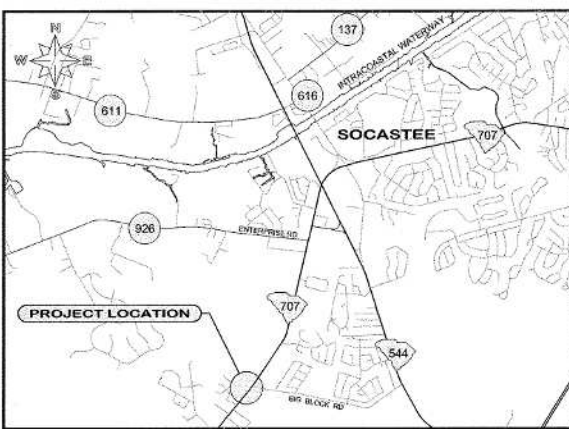 N
W E
S
137
INTRACOASTAL WATERWAY
611
616
SOCASTEE
707
926
ENTERPRISE RD
PROJECT LOCATION
707
544
BIG BLOCK RD